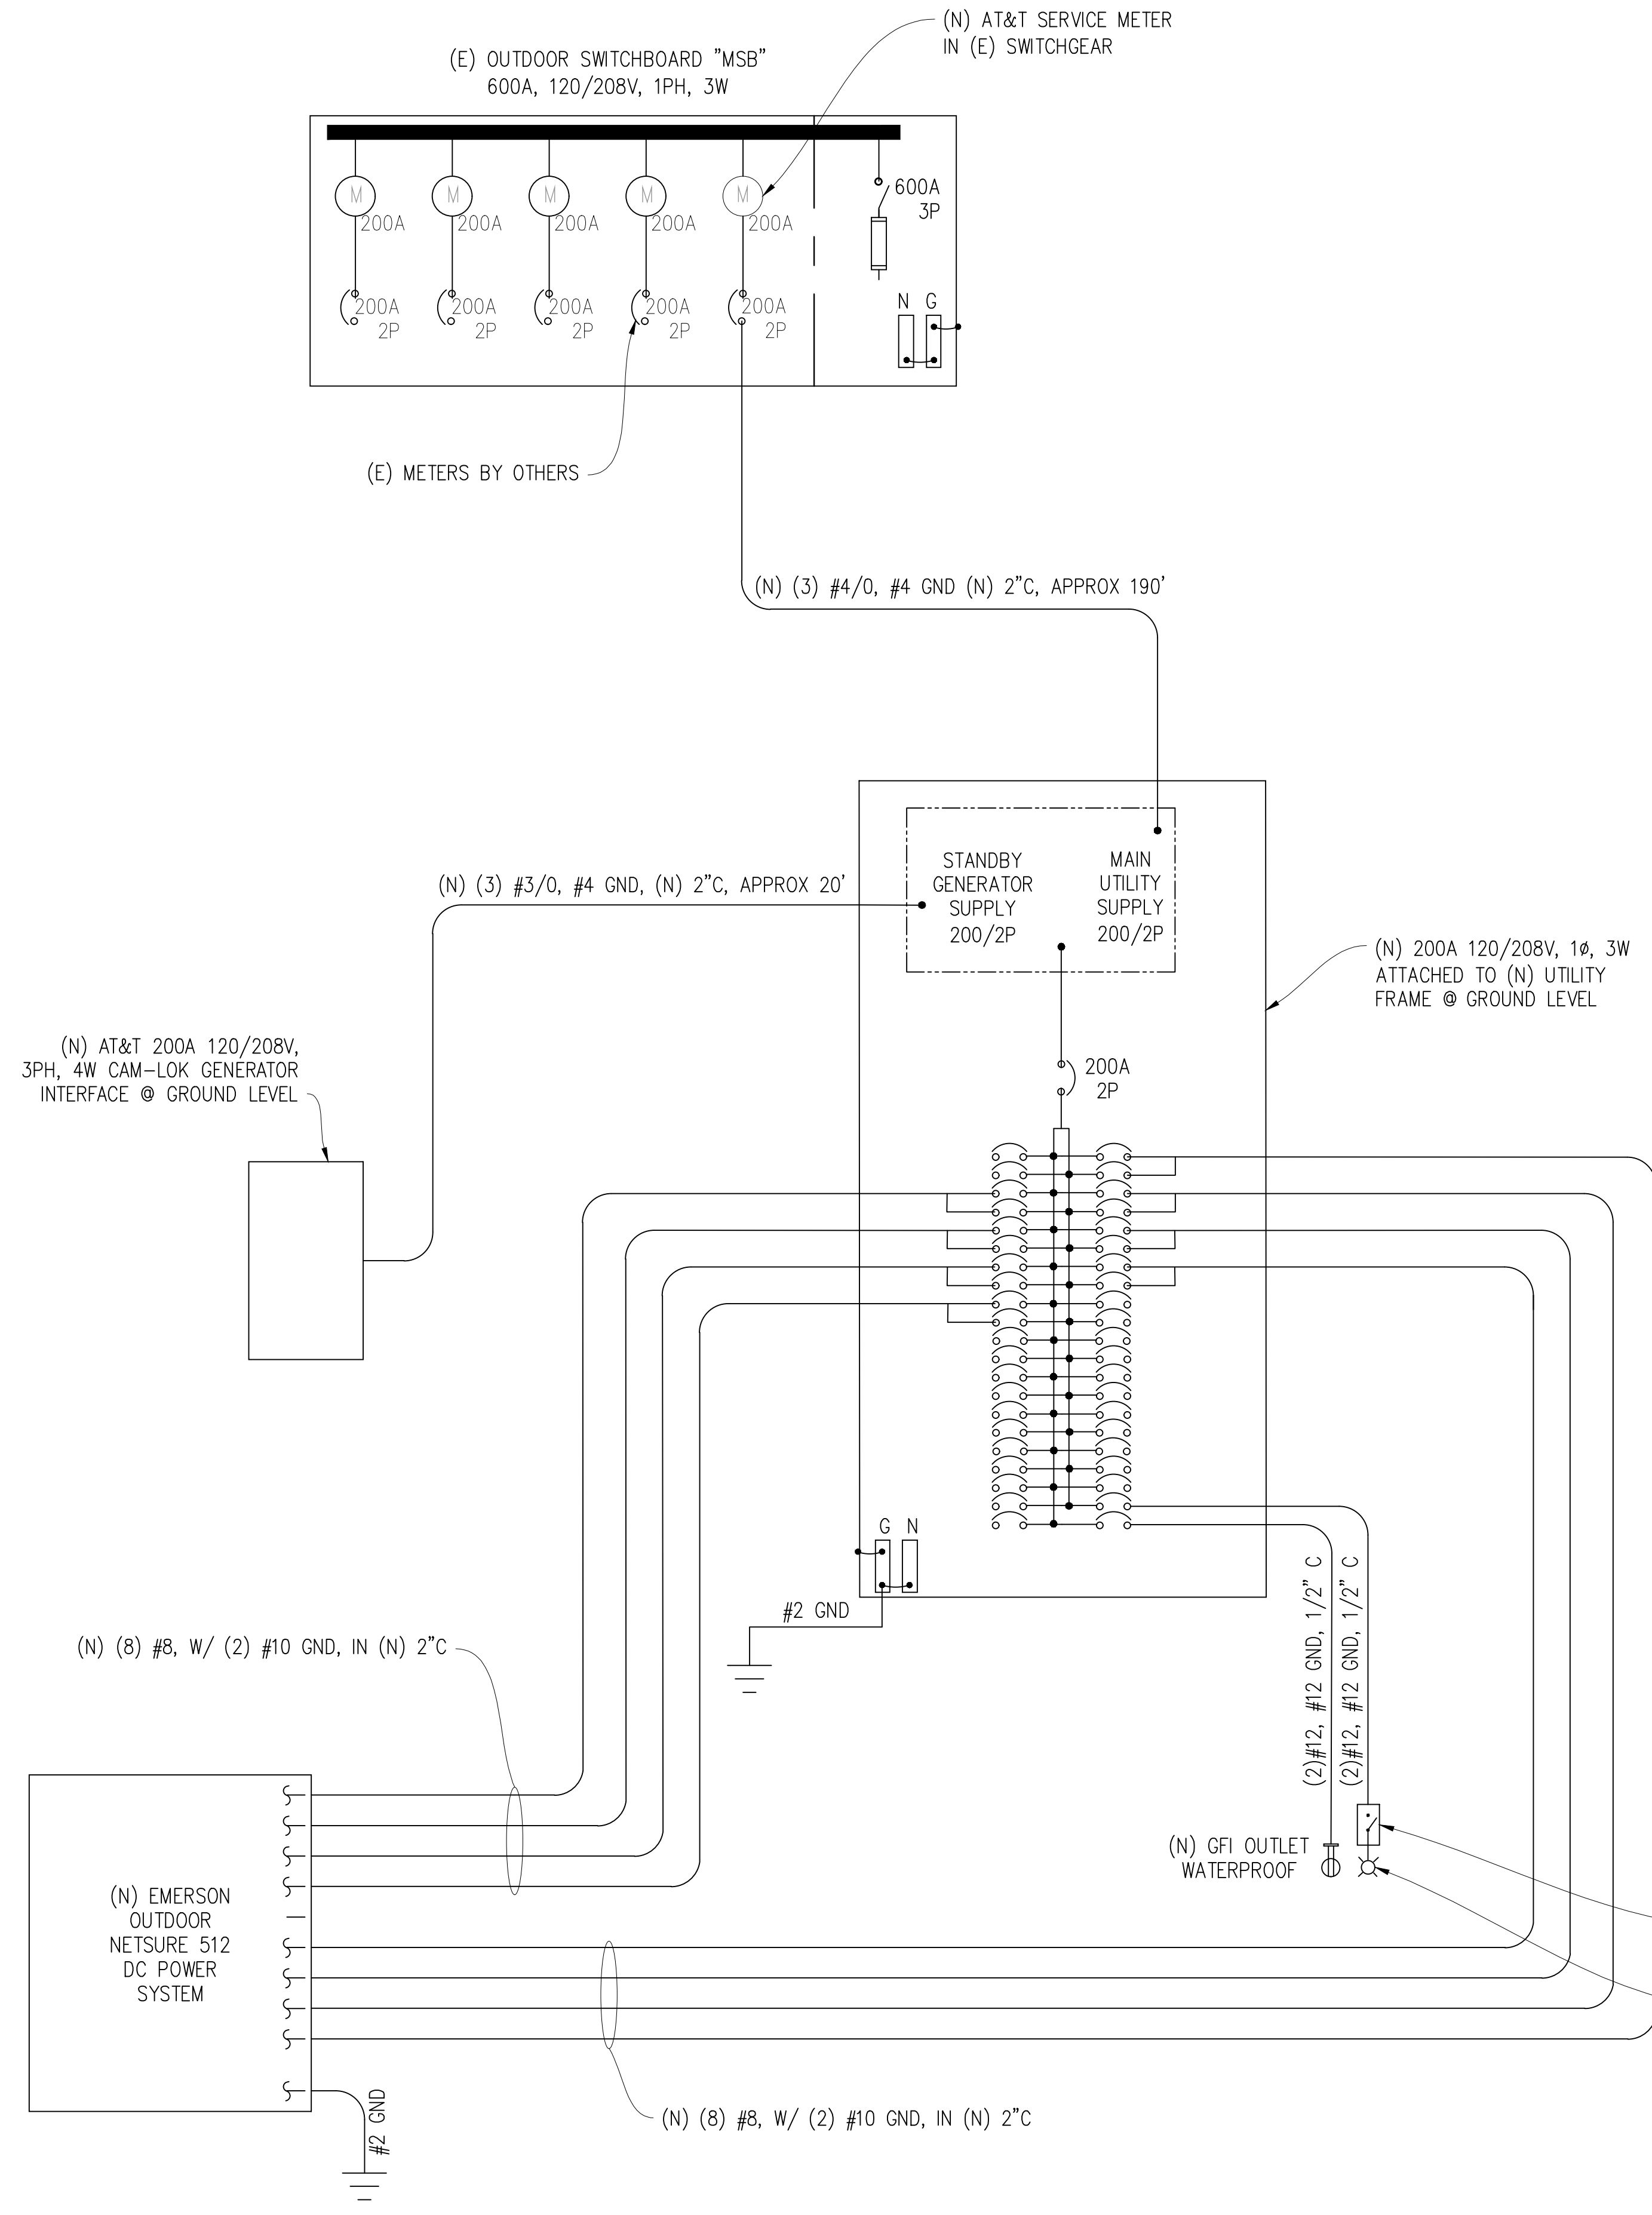 (N) AT&T SERVICE METER
IN (E) SWITCHGEAR
(E) OUTDOOR SWITCHBOARD "MSB"
600A, 120/208V, 1PH, 3W
M
M
M
M
M
200A
200A
200A
200A
200A
600A
3P
200A
2P
200A
2P
200A
2P
200A
2P
200A
2P
N G
(E) METERS BY OTHERS
(N) (3) #4/0, #4 GND (N) 2"C, APPROX 190'
STANDBY
GENERATOR
SUPPLY
200/2P
MAIN
UTILITY
SUPPLY
200/2P
(N) (3) #3/0, #4 GND, (N) 2"C, APPROX 20'
(N) 200A 120/208V, 1ø, 3W
ATTACHED TO (N) UTILITY
FRAME @ GROUND LEVEL
(N) AT&T 200A 120/208V,
3PH, 4W CAM-LOK GENERATOR
INTERFACE @ GROUND LEVEL
200A
2P
G N
#2 GND
(2)#12, #12 GND, 1/2" C
(2)#12, #12 GND, 1/2" C
(N) (8) #8, W/ (2) #10 GND, IN (N) 2"C
(N) GFI OUTLET
WATERPROOF
(N) EMERSON
OUTDOOR
NETSURE 512
DC POWER
SYSTEM
#2 GND
(N) (8) #8, W/ (2) #10 GND, IN (N) 2"C